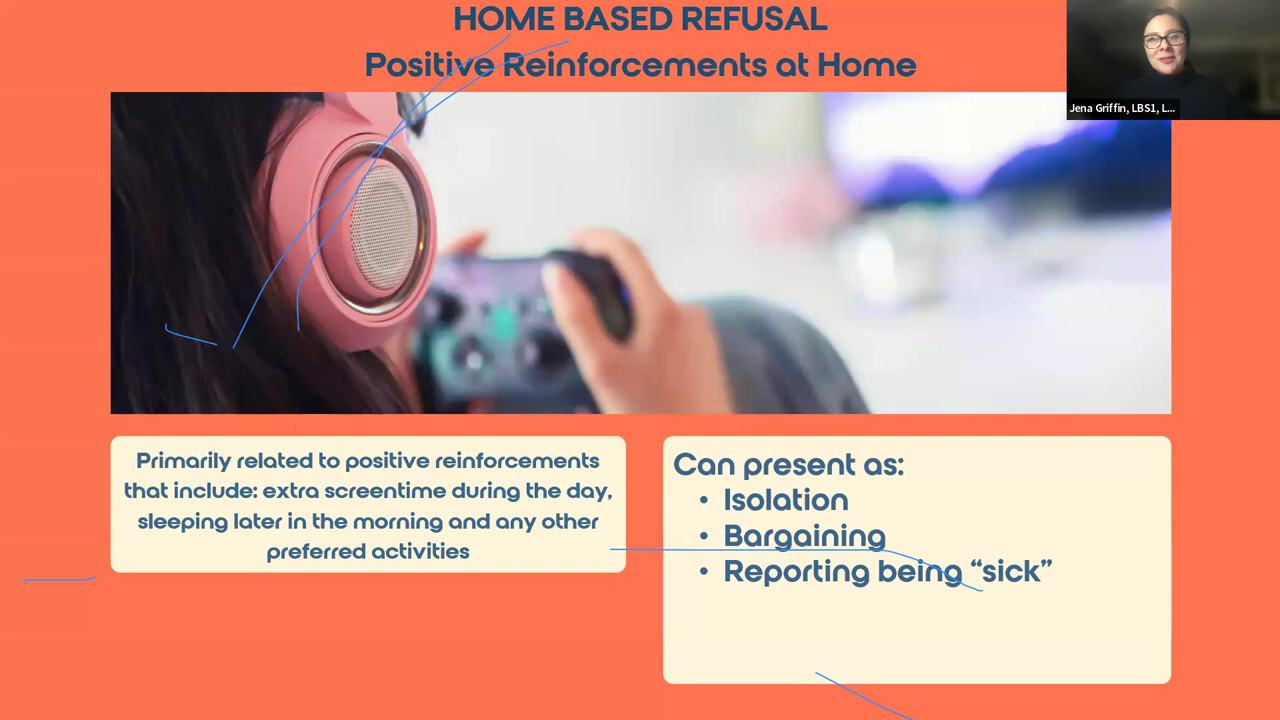 HOME BASED REFUSAL
Positive Reinforcements at Home
Jena Griffin, LBS1, L...
Primarily related to positive reinforcements
that include: extra screentime during the day,
sleeping later in the morning and any other
preferred activities
Can present as:
• Isolation
• Bargaining
• Reporting being “sick”